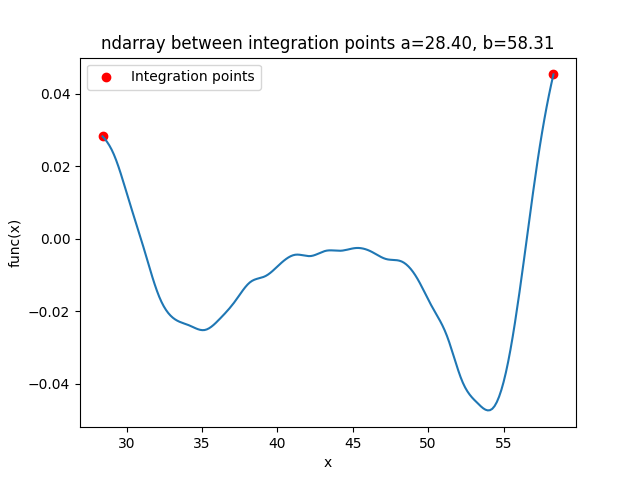 ndarray between integration points a=28.40, b=58.31
Integration points
0.04
0.02
0.00
−0.02
−0.04
func(x)
30 35 40 45 50 55
x